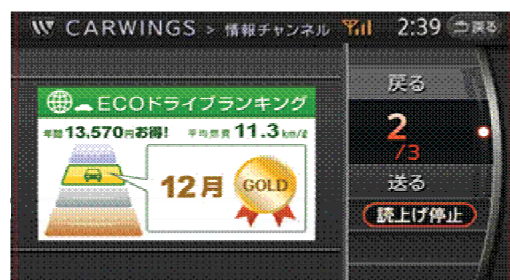 CARWINGS > 情報チャンネル 2:39 戻る
ECOドライブランキング
年間13,570円お得! 平均燃費 11.3km/ℓ
12月 GOLD
戻る
2
/3
送る
読上げ停止